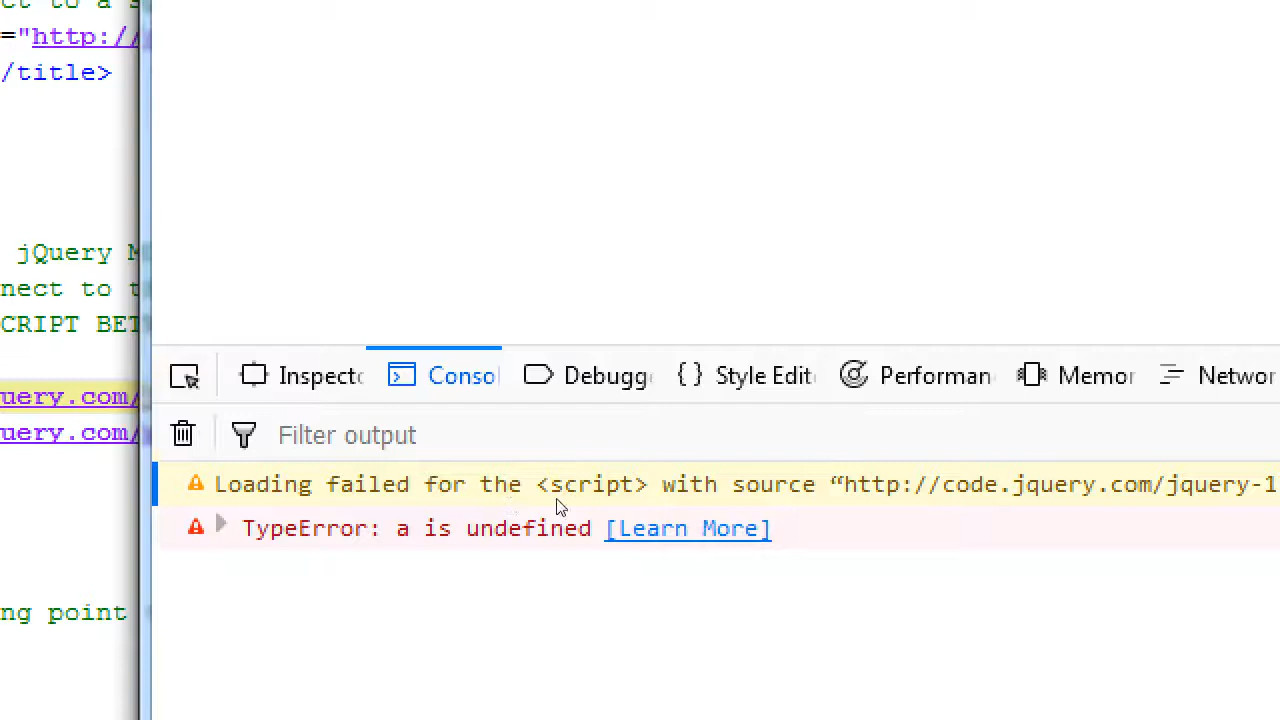 ="http://
/title>
jQuery M
nect to t
CRIPT BET
uery.com/
uery.com/
ng point
Inspecto
Consol
Debugg
{ } Style Edit
Performan
Memor
Networ
Filter output
Loading failed for the <script> with source “http://code.jquery.com/jquery-1
TypeError: a is undefined [Learn More]